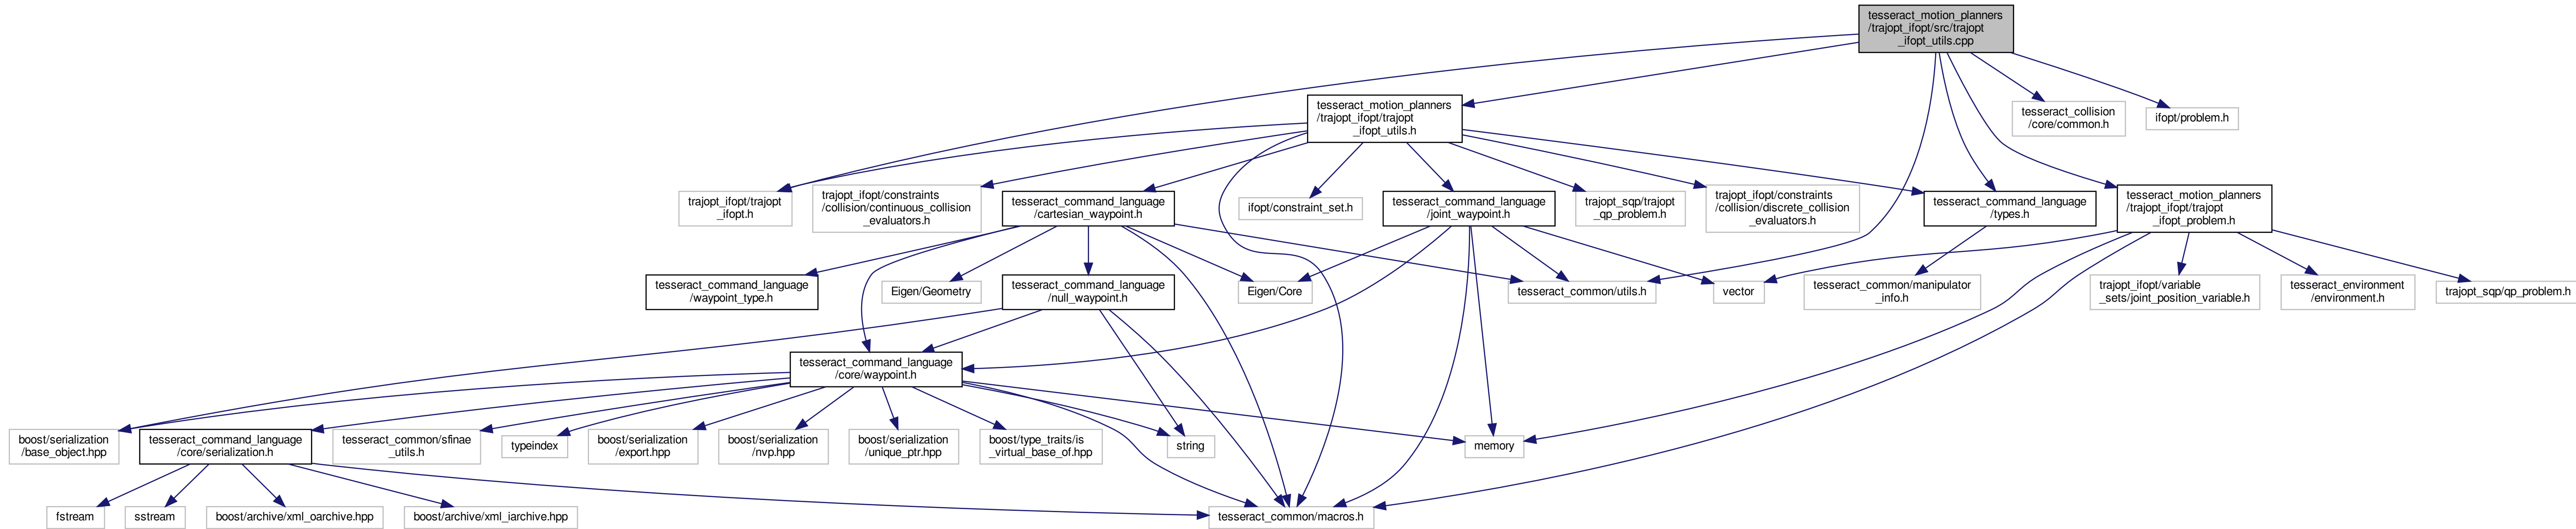 tesseract_motion_planners
/trajopt_ifopt/src/trajopt
_ifopt_utils.cpp
tesseract_motion_planners
/trajopt_ifopt/trajopt
_ifopt_utils.h
tesseract_collision
/core/common.h
ifopt/problem.h
trajopt_ifopt/trajopt
_ifopt.h
trajopt_ifopt/constraints
/collision/continuous_collision
_evaluators.h
tesseract_command_language
/cartesian_waypoint.h
ifopt/constraint_set.h
tesseract_command_language
/joint_waypoint.h
trajopt_sqp/trajopt
_qp_problem.h
trajopt_ifopt/constraints
/collision/discrete_collision
_evaluators.h
tesseract_command_language
/types.h
tesseract_motion_planners
/trajopt_ifopt/trajopt
_ifopt_problem.h
tesseract_command_language
/waypoint_type.h
Eigen/Geometry
tesseract_command_language
/null_waypoint.h
Eigen/Core
tesseract_common/utils.h
vector
tesseract_common/manipulator
_info.h
trajopt_ifopt/variable
_sets/joint_position_variable.h
tesseract_environment
/environment.h
trajopt_sqp/qp_problem.h
tesseract_command_language
/core/waypoint.h
boost/serialization
/base_object.hpp
tesseract_command_language
/core/serialization.h
tesseract_common/sfinae
_utils.h
typeindex
boost/serialization
/export.hpp
boost/serialization
/nvp.hpp
boost/serialization
/unique_ptr.hpp
boost/type_traits/is
_virtual_base_of.hpp
string
memory
fstream
sstream
boost/archive/xml_oarchive.hpp
boost/archive/xml_iarchive.hpp
tesseract_common/macros.h